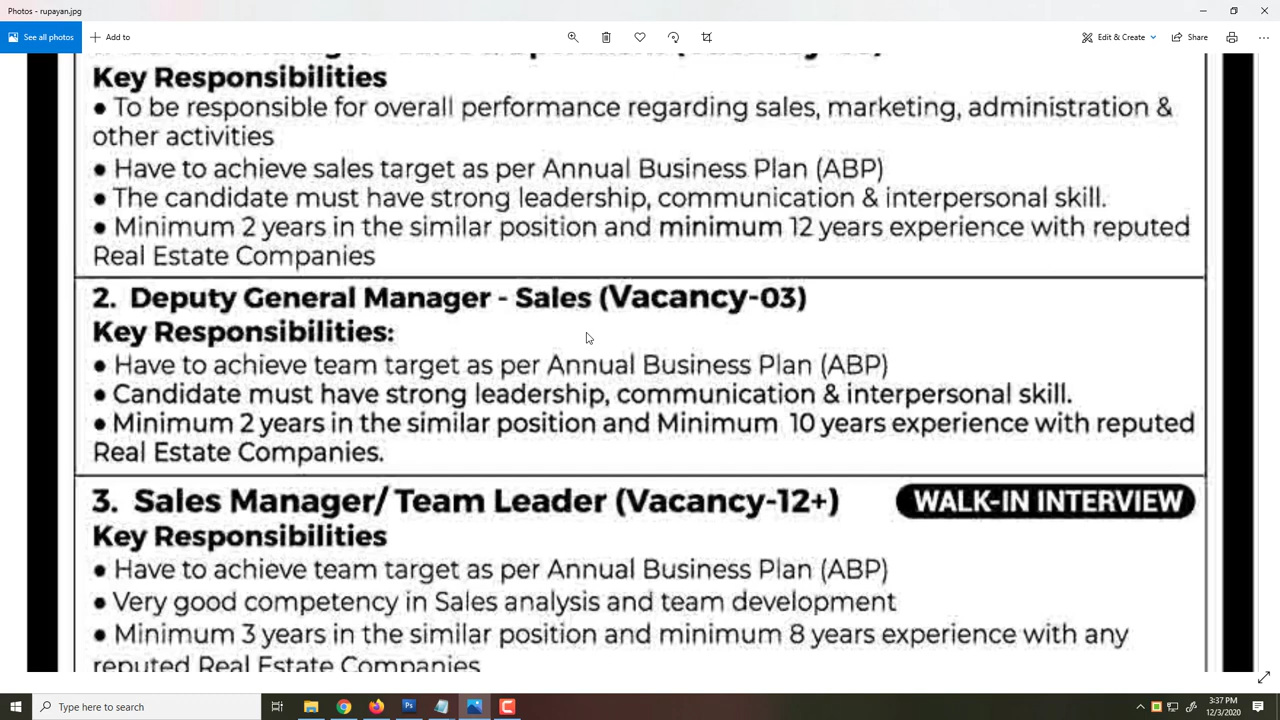 Photos - rupayan.jpg
See all photos
Add to
Edit & Create
Share
Key Responsibilities
● To be responsible for overall performance regarding sales, marketing, administration &
other activities
● Have to achieve sales target as per Annual Business Plan (ABP)
● The candidate must have strong leadership, communication & interpersonal skill.
● Minimum 2 years in the similar position and minimum 12 years experience with reputed
Real Estate Companies
2. Deputy General Manager - Sales (Vacancy-03)
Key Responsibilities:
● Have to achieve team target as per Annual Business Plan (ABP)
● Candidate must have strong leadership, communication & interpersonal skill.
● Minimum 2 years in the similar position and Minimum 10 years experience with reputed
Real Estate Companies.
3. Sales Manager/ Team Leader (Vacancy-12+)
WALK-IN INTERVIEW
Key Responsibilities
● Have to achieve team target as per Annual Business Plan (ABP)
● Very good competency in Sales analysis and team development
● Minimum 3 years in the similar position and minimum 8 years experience with any
reputed Real Estate Companies
Type here to search
Ps
3:37 PM
12/3/2020